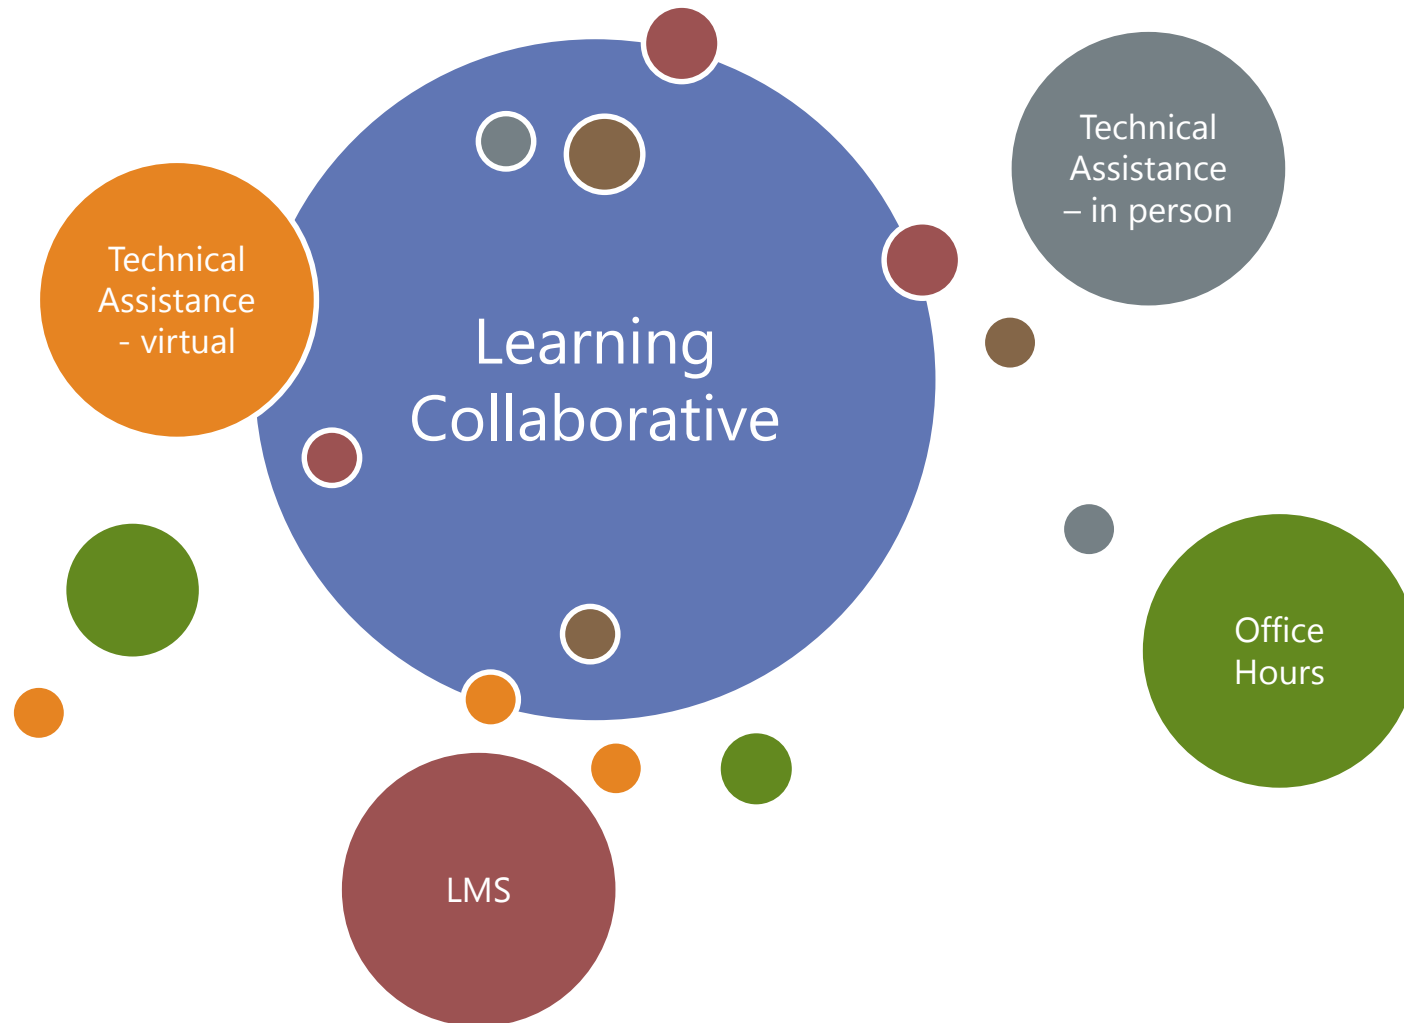 Technical
Assistance
– in person
Technical
Assistance
- virtual
Learning
Collaborative
Office
Hours
LMS